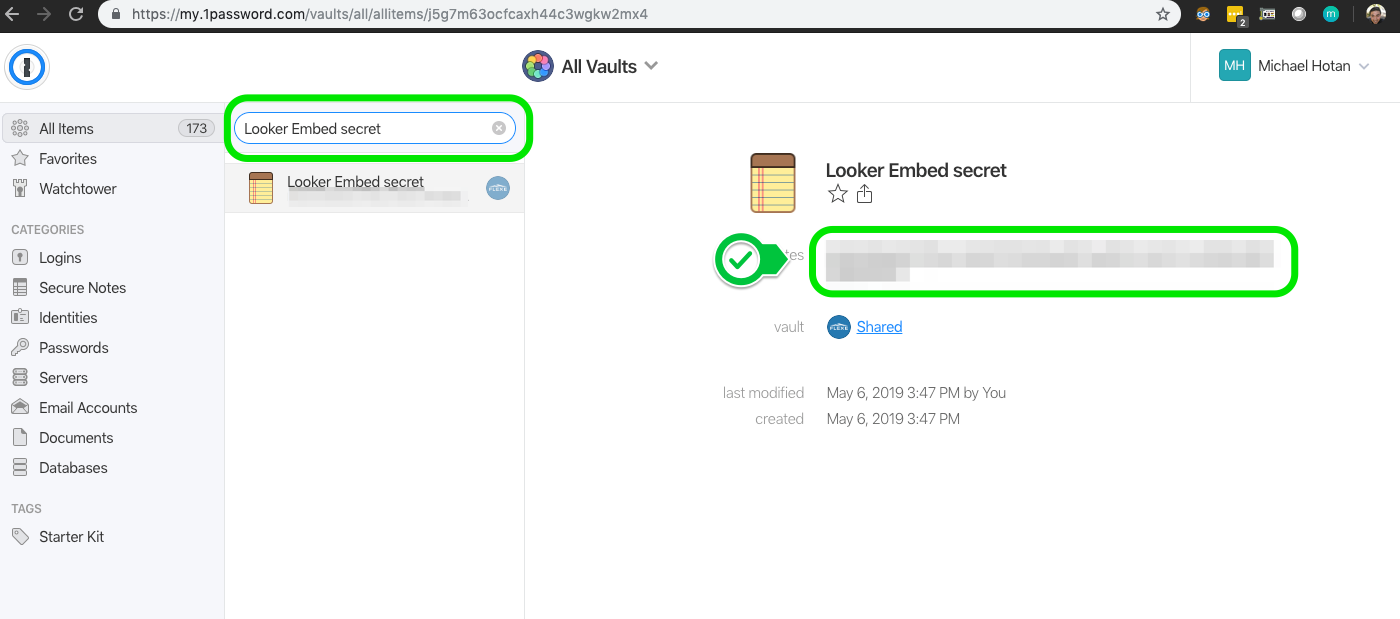 https://my.1password.com/vaults/all/allitems/j5g7m63ocfcaxh44c3wgkw2mx4
2
m
All Vaults
MH Michael Hotan
All Items 173
Favorites
Watchtower
CATEGORIES
Logins
Secure Notes
Identities
Passwords
Servers
Email Accounts
Documents
Databases
TAGS
Starter Kit
Looker Embed secret
Looker Embed secret
FLEXE
Looker Embed secret
tes
vault FLEXE Shared
last modified May 6, 2019 3:47 PM by You
created May 6, 2019 3:47 PM